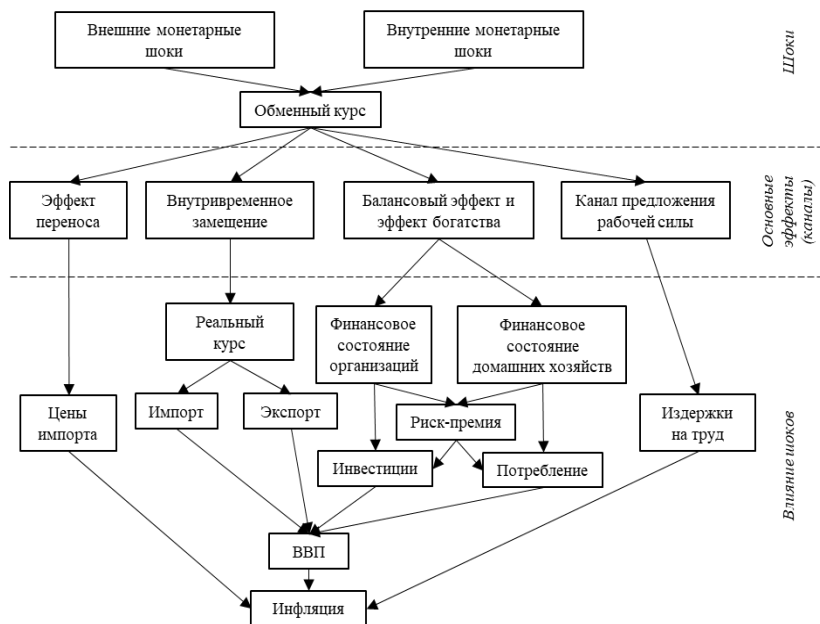 Внешние монетарные
шоки
Внутренние монетарные
шоки
Шоки
Обменный курс
Эффект
переноса
Внутривременное
замещение
Балансовый эффект и
эффект богатства
Канал предложения
рабочей силы
Основные
эффекты
(каналы)
Реальный
курс
Финансовое
состояние
организаций
Финансовое
состояние
домашних хозяйств
Цены
импорта
Импорт
Экспорт
Риск-премия
Издержки
на труд
Инвестиции
Потребление
Влияние шоков
ВВП
Инфляция